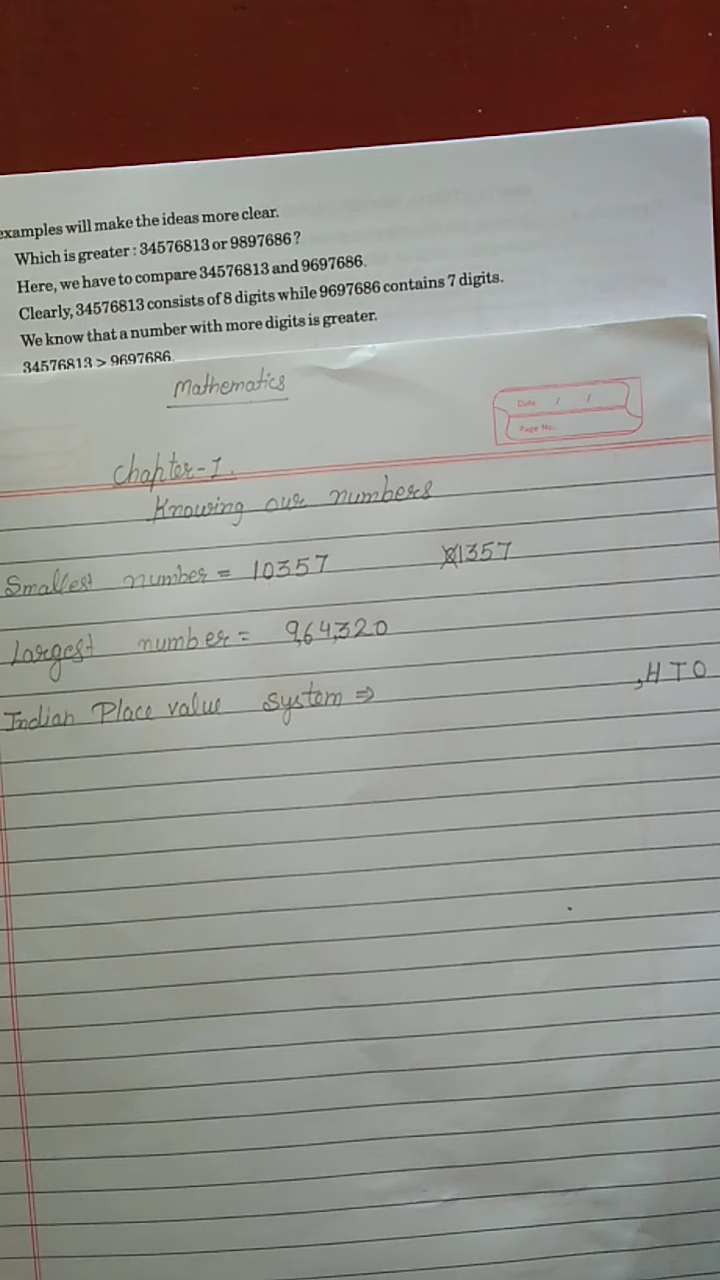 examples will make the ideas more clear.
Which is greater : 34576813 or 9897686?
Here, we have to compare 34576813 and 9697686.
Clearly, 34576813 consists of 8 digits while 9697686 contains 7 digits.
We know that a number with more digits is greater.
34576813 > 9697686.
Mathematics
Date / /
Page No.
Chapter-1.
Knowing our numbers
Smallest number = 10357 1357
Largest number = 9,64,320
Indian Place value system ⇒ ,H T O